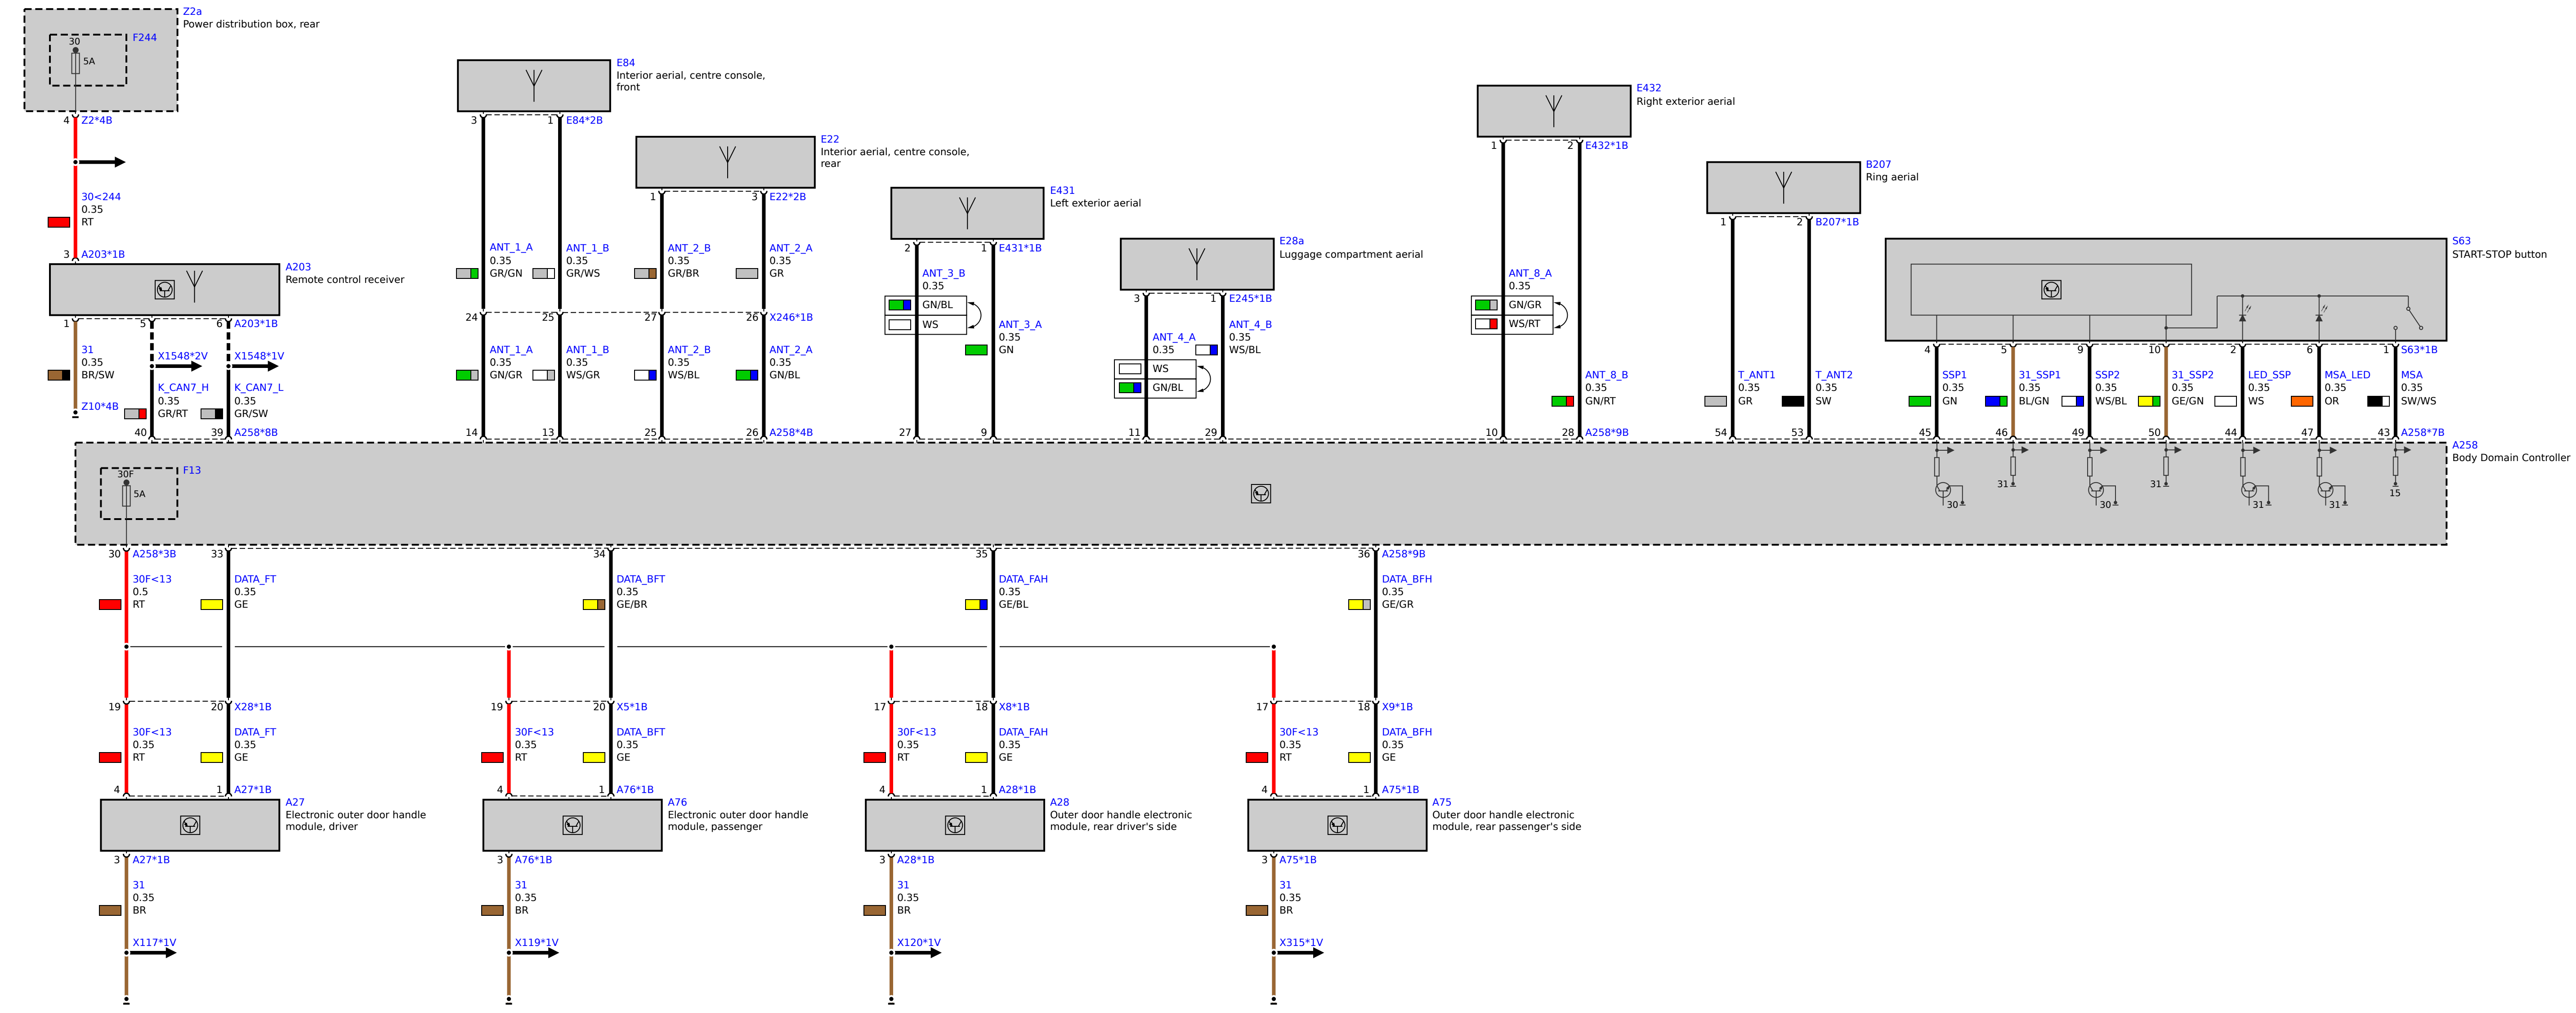 Z2a
Power distribution box, rear
F244
30
5A
4 Z2*4B
30<244
0.35
RT
3 A203*1B
A203
Remote control receiver
1 5 6 A203*1B
31
0.35
BR/SW
Z10*4B
X1548*2V
K_CAN7_H
0.35
GR/RT
X1548*1V
K_CAN7_L
0.35
GR/SW
40 39 A258*8B
E84
Interior aerial, centre console,
front
3 1 E84*2B
ANT_1_A
0.35
GR/GN
ANT_1_B
0.35
GR/WS
E22
Interior aerial, centre console,
rear
1 3 E22*2B
ANT_2_B
0.35
GR/BR
ANT_2_A
0.35
GR
24 25 27 26 X246*1B
ANT_1_A
0.35
GN/GR
ANT_1_B
0.35
WS/GR
ANT_2_B
0.35
WS/BL
ANT_2_A
0.35
GN/BL
14 13 25 26 A258*4B
E431
Left exterior aerial
2 1 E431*1B
ANT_3_B
0.35
GN/BL
WS
ANT_3_A
0.35
GN
27 9
E28a
Luggage compartment aerial
3 1 E245*1B
ANT_4_A
0.35
WS
GN/BL
ANT_4_B
0.35
WS/BL
11 29
E432
Right exterior aerial
1 2 E432*1B
ANT_8_A
0.35
GN/GR
WS/RT
ANT_8_B
0.35
GN/RT
10 28 A258*9B
B207
Ring aerial
1 2 B207*1B
T_ANT1
0.35
GR
T_ANT2
0.35
SW
54 53
S63
START-STOP button
4 5 9 10 2 6 1 S63*1B
SSP1
0.35
GN
31_SSP1
0.35
BL/GN
SSP2
0.35
WS/BL
31_SSP2
0.35
GE/GN
LED_SSP
0.35
WS
MSA_LED
0.35
OR
MSA
0.35
SW/WS
45 46 49 50 44 47 43 A258*7B
A258
Body Domain Controller
30 31 30 31 31 31 15
F13
30F
5A
30 A258*3B 33 34 35 36 A258*9B
30F<13
0.5
RT
DATA_FT
0.35
GE
DATA_BFT
0.35
GE/BR
DATA_FAH
0.35
GE/BL
DATA_BFH
0.35
GE/GR
19 20 X28*1B
19 20 X5*1B
17 18 X8*1B
17 18 X9*1B
30F<13
0.35
RT
DATA_FT
0.35
GE
30F<13
0.35
RT
DATA_BFT
0.35
GE
30F<13
0.35
RT
DATA_FAH
0.35
GE
30F<13
0.35
RT
DATA_BFH
0.35
GE
4 1 A27*1B
4 1 A76*1B
4 1 A28*1B
4 1 A75*1B
A27
Electronic outer door handle
module, driver
A76
Electronic outer door handle
module, passenger
A28
Outer door handle electronic
module, rear driver's side
A75
Outer door handle electronic
module, rear passenger's side
3 A27*1B
3 A76*1B
3 A28*1B
3 A75*1B
31
0.35
BR
31
0.35
BR
31
0.35
BR
31
0.35
BR
X117*1V
X119*1V
X120*1V
X315*1V